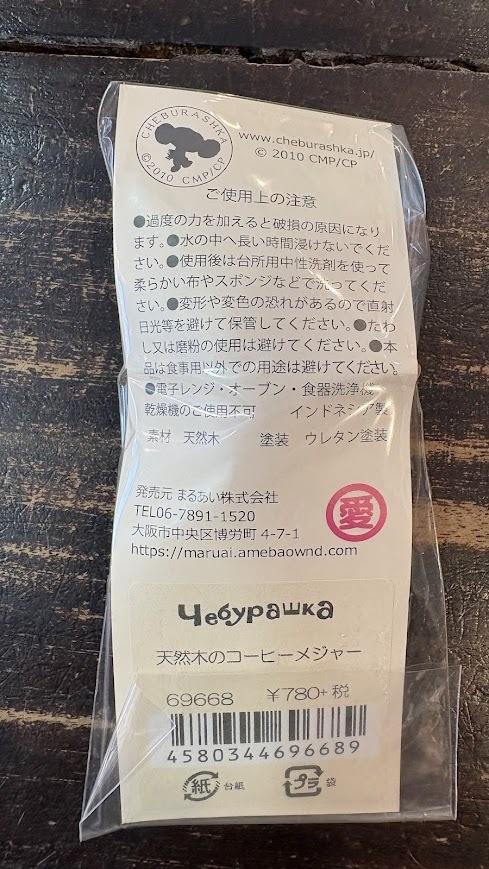 CHEBURASHKA
©2010 CMP/CP
www.cheburashka.jp/
© 2010 CMP/CP
ご使用上の注意
●過度の力を加えると破損の原因になり
ます。●水の中へ長い時間浸けないでくだ
さい。●使用後は台所用中性洗剤を使って
柔らかい布やスポンジなどで洗ってくだ
さい。●変形や変色の恐れがあるので直射
日光等を避けて保管してください。●たわ
し又は磨粉の使用は避けてください。●本
品は食事用以外での用途は避けてください。
●電子レンジ・オーブン・食器洗浄機・
乾燥機のご使用不可 インドネシア製
素材 天然木 塗装 ウレタン塗装
発売元 まるあい株式会社
TEL06-7891-1520
大阪市中央区博労町4-7-1
https://maruai.amebaownd.com
愛
Чебурашка
天然木のコーヒーメジャー
69668 ¥780+税
4580344696689
紙 台紙 プラ 袋